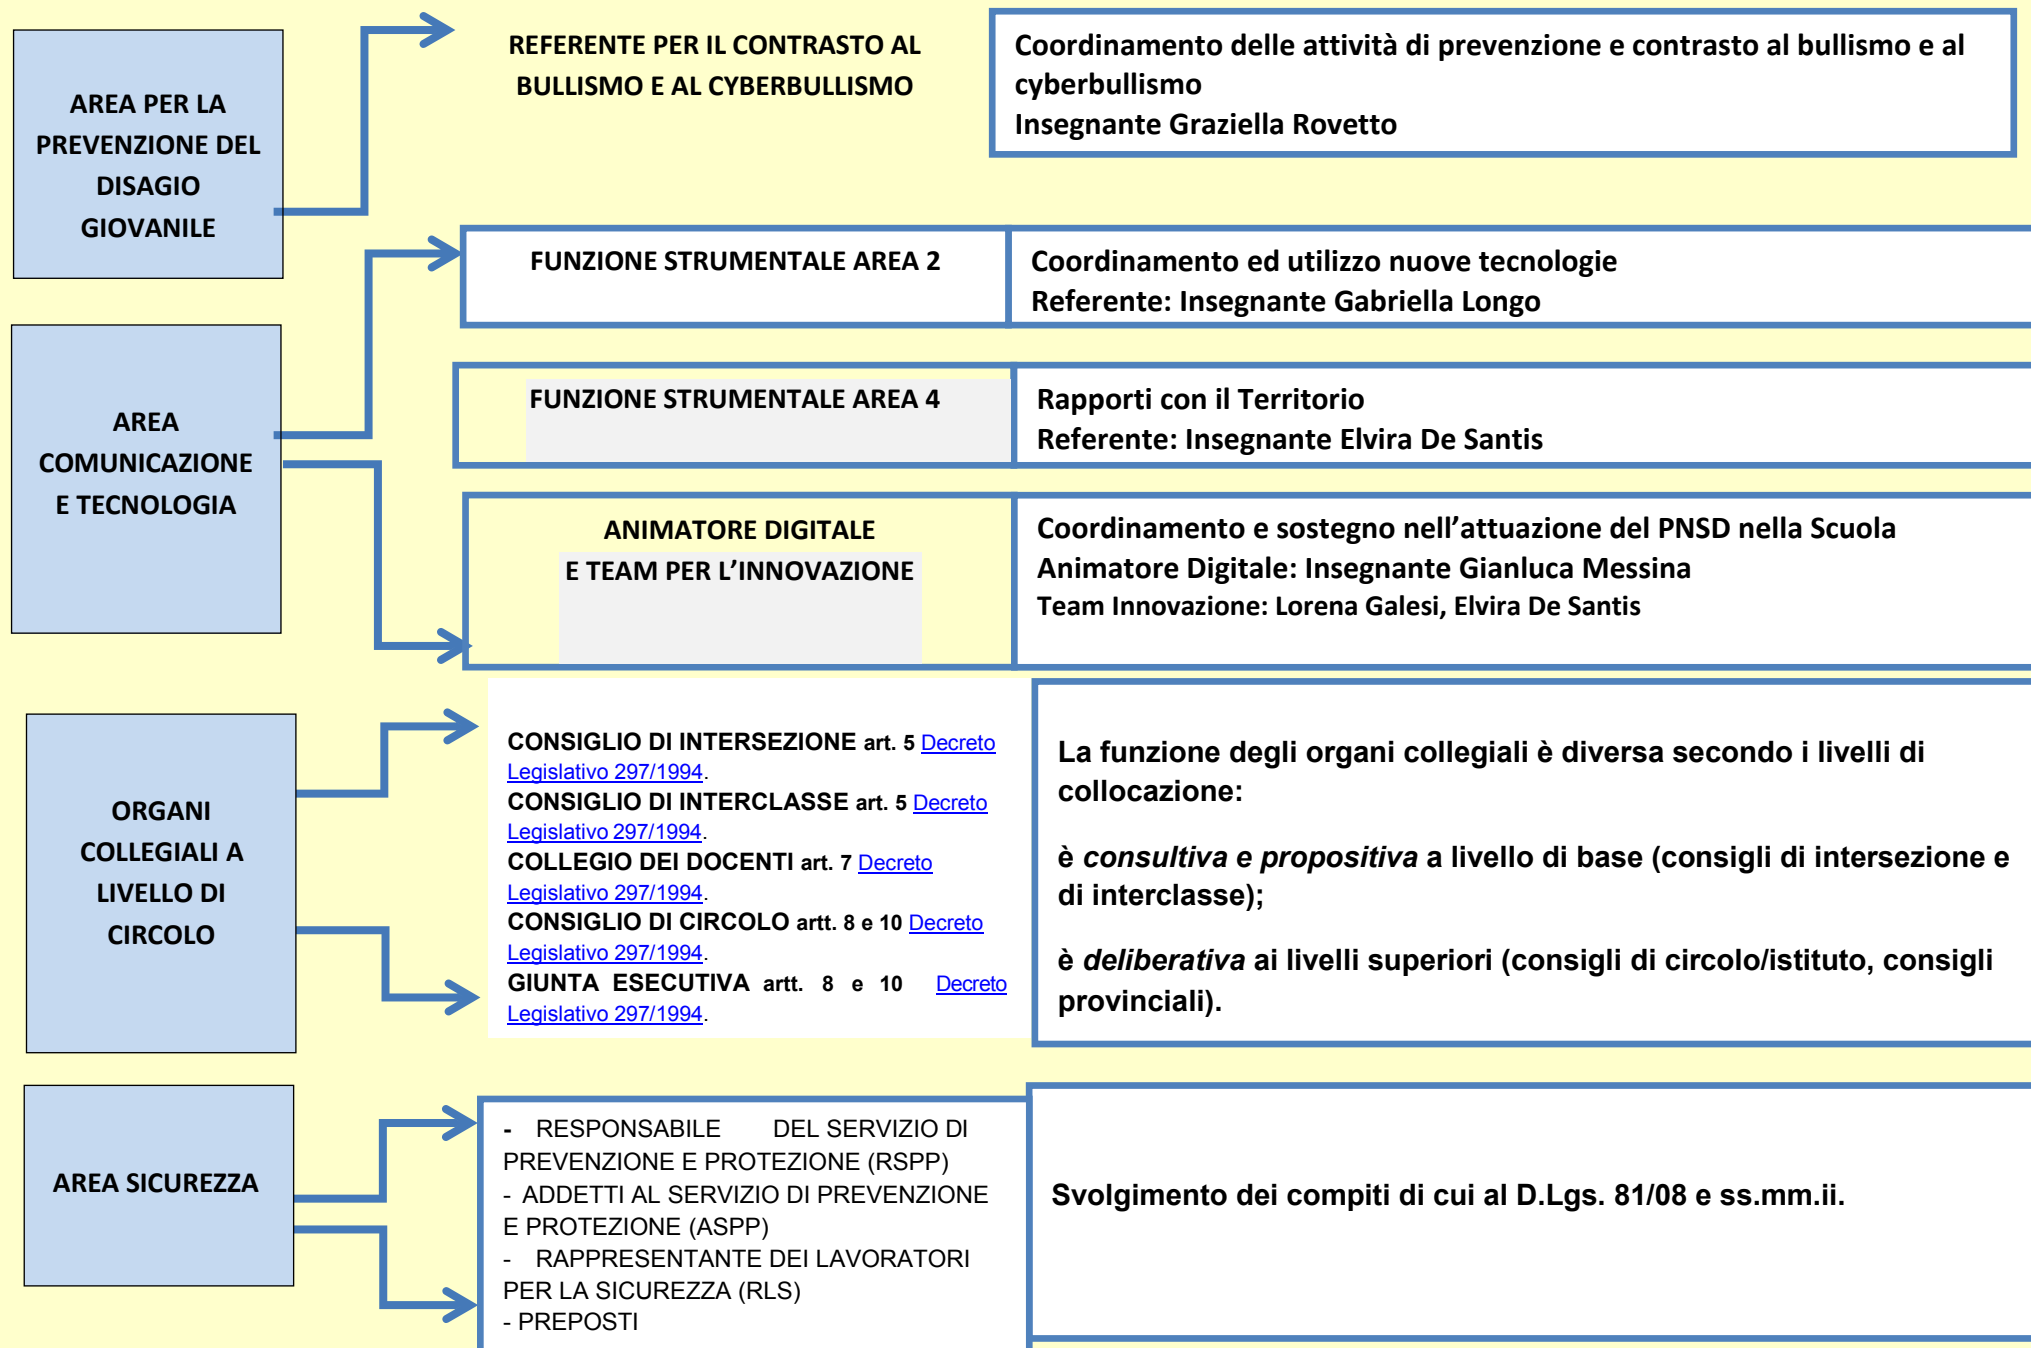 AREA PER LA
PREVENZIONE DEL
DISAGIO
GIOVANILE
REFERENTE PER IL CONTRASTO AL
BULLISMO E AL CYBERBULLISMO
Coordinamento delle attività di prevenzione e contrasto al bullismo e al
cyberbullismo
Insegnante Graziella Rovetto
AREA
COMUNICAZIONE
E TECNOLOGIA
FUNZIONE STRUMENTALE AREA 2
Coordinamento ed utilizzo nuove tecnologie
Referente: Insegnante Gabriella Longo
FUNZIONE STRUMENTALE AREA 4
Rapporti con il Territorio
Referente: Insegnante Elvira De Santis
ANIMATORE DIGITALE
E TEAM PER L’INNOVAZIONE
Coordinamento e sostegno nell’attuazione del PNSD nella Scuola
Animatore Digitale: Insegnante Gianluca Messina
Team Innovazione: Lorena Galesi, Elvira De Santis
ORGANI
COLLEGIALI A
LIVELLO DI
CIRCOLO
CONSIGLIO DI INTERSEZIONE art. 5 Decreto
Legislativo 297/1994.
CONSIGLIO DI INTERCLASSE art. 5 Decreto
Legislativo 297/1994.
COLLEGIO DEI DOCENTI art. 7 Decreto
Legislativo 297/1994.
CONSIGLIO DI CIRCOLO artt. 8 e 10 Decreto
Legislativo 297/1994.
GIUNTA ESECUTIVA artt. 8 e 10 Decreto
Legislativo 297/1994.
La funzione degli organi collegiali è diversa secondo i livelli di
collocazione:
è consultiva e propositiva a livello di base (consigli di intersezione e
di interclasse);
è deliberativa ai livelli superiori (consigli di circolo/istituto, consigli
provinciali).
AREA SICUREZZA
- RESPONSABILE DEL SERVIZIO DI
PREVENZIONE E PROTEZIONE (RSPP)
- ADDETTI AL SERVIZIO DI PREVENZIONE
E PROTEZIONE (ASPP)
- RAPPRESENTANTE DEI LAVORATORI
PER LA SICUREZZA (RLS)
- PREPOSTI
Svolgimento dei compiti di cui al D.Lgs. 81/08 e ss.mm.ii.